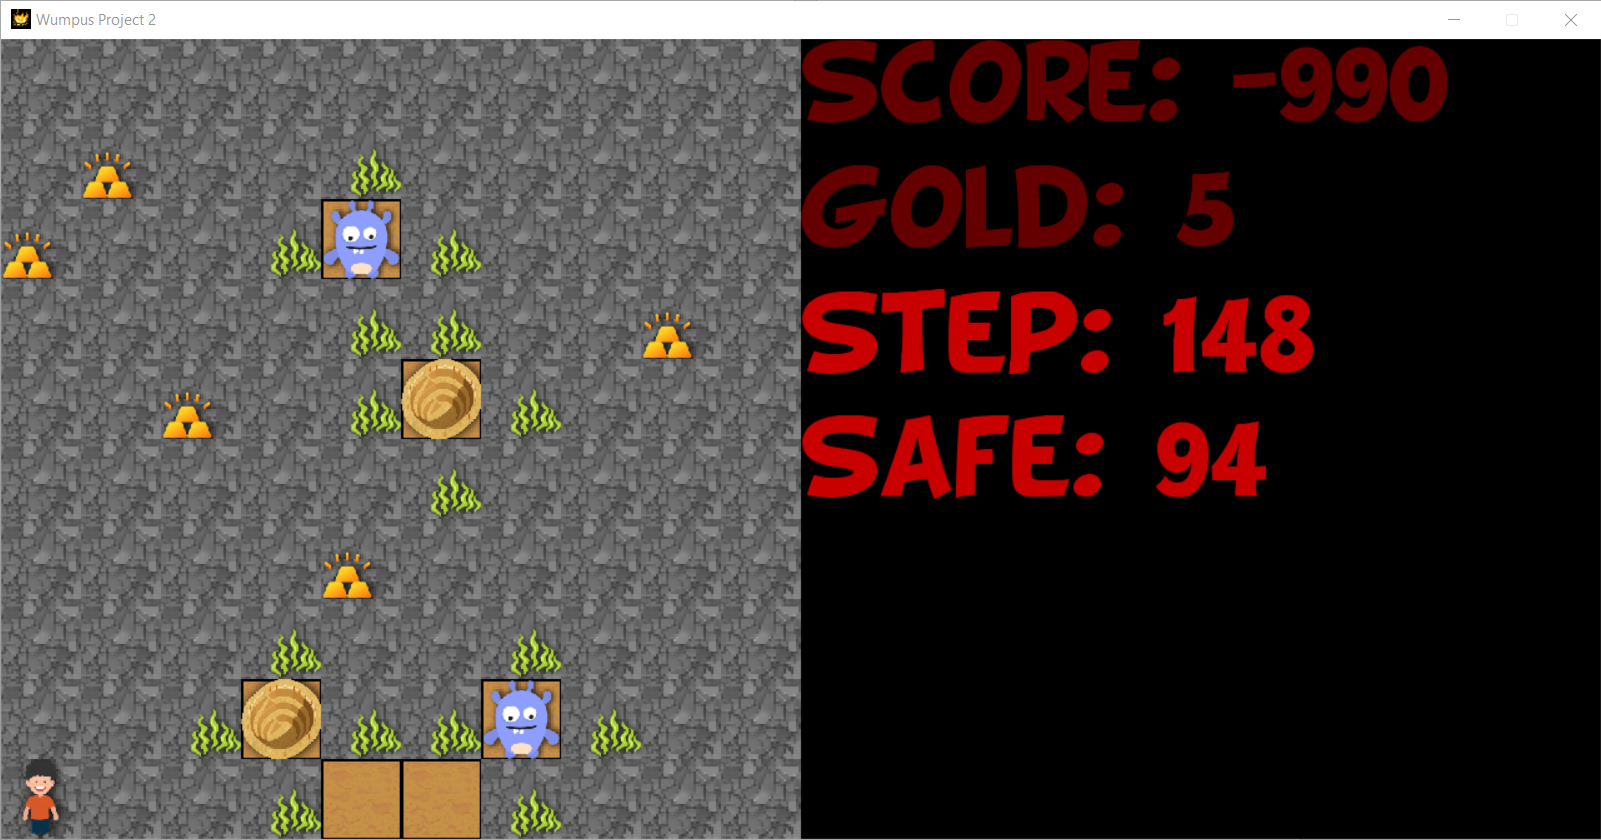 Wumpus Project 2
SCORE: -990
GOLD: 5
STEP: 148
SAFE: 94